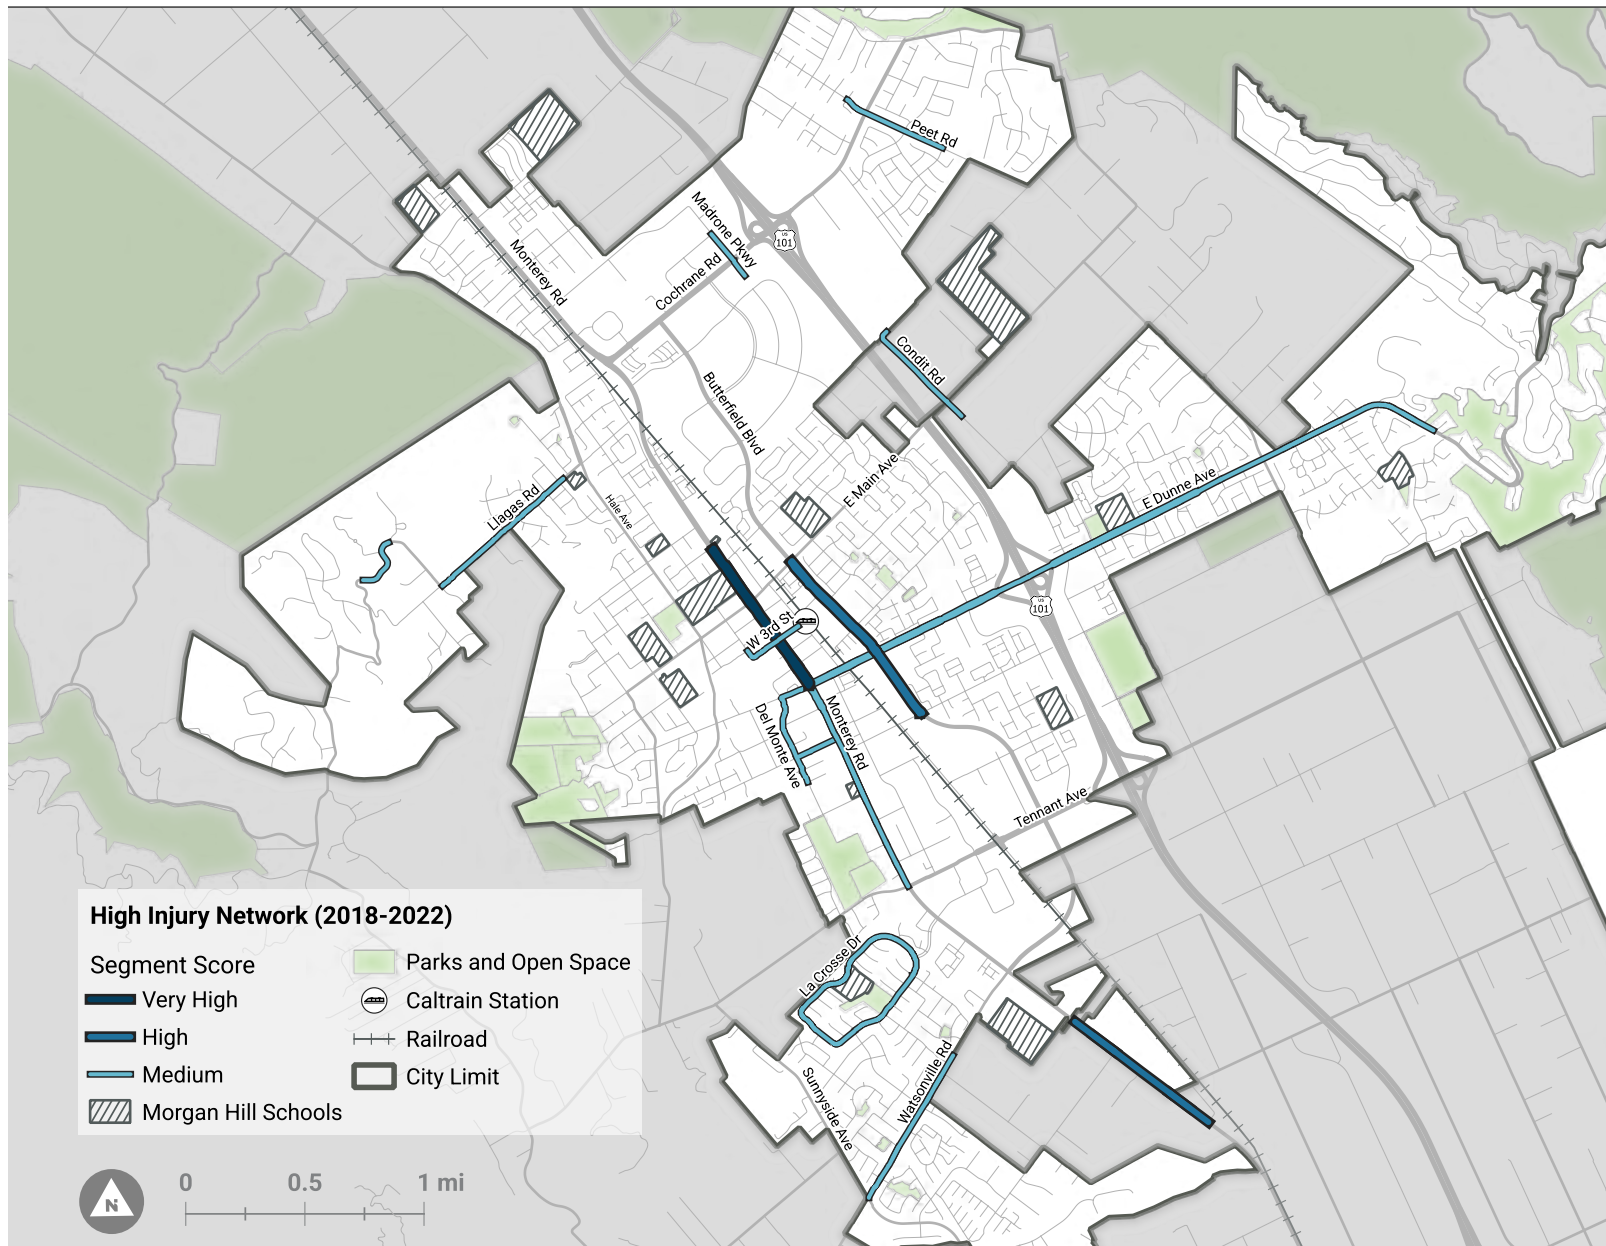 Peet Rd
Madrone Pkwy
US
101
Monterey Rd
Cochrane Rd
Condit Rd
Butterfield Blvd
E Main Ave
E Dunne Ave
Llagas Rd
Hale Ave
US
101
W 3rd St
Del Monte Ave
Monterey Rd
Tennant Ave
La Crosse Dr
Sunnyside Ave
Watsonville Rd
High Injury Network (2018-2022)
Segment Score
Very High
High
Medium
Morgan Hill Schools
Parks and Open Space
Caltrain Station
Railroad
City Limit
N
0 0.5 1 mi